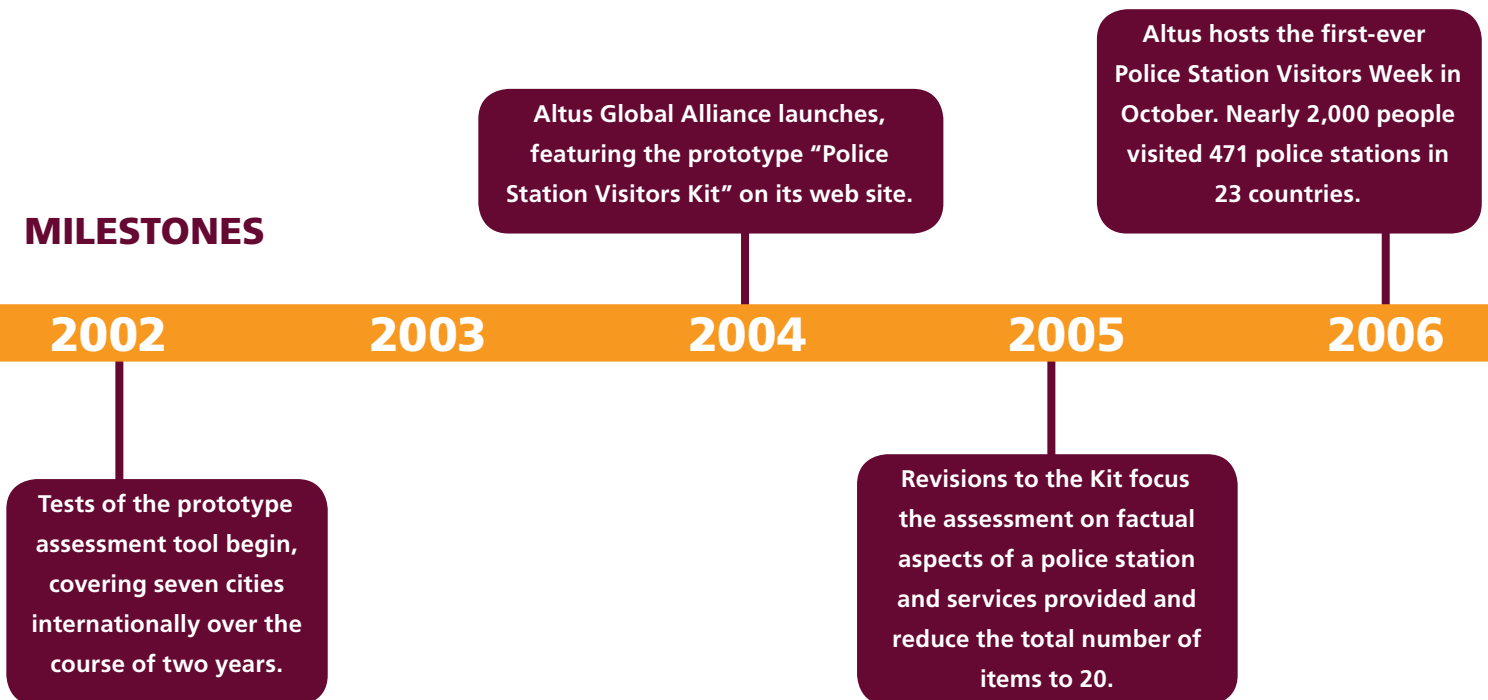 MILESTONES
Altus Global Alliance launches,
featuring the prototype “Police
Station Visitors Kit” on its web site.
Altus hosts the first-ever
Police Station Visitors Week in
October. Nearly 2,000 people
visited 471 police stations in
23 countries.
2002 2003 2004 2005 2006
Tests of the prototype
assessment tool begin,
covering seven cities
internationally over the
course of two years.
Revisions to the Kit focus
the assessment on factual
aspects of a police station
and services provided and
reduce the total number of
items to 20.